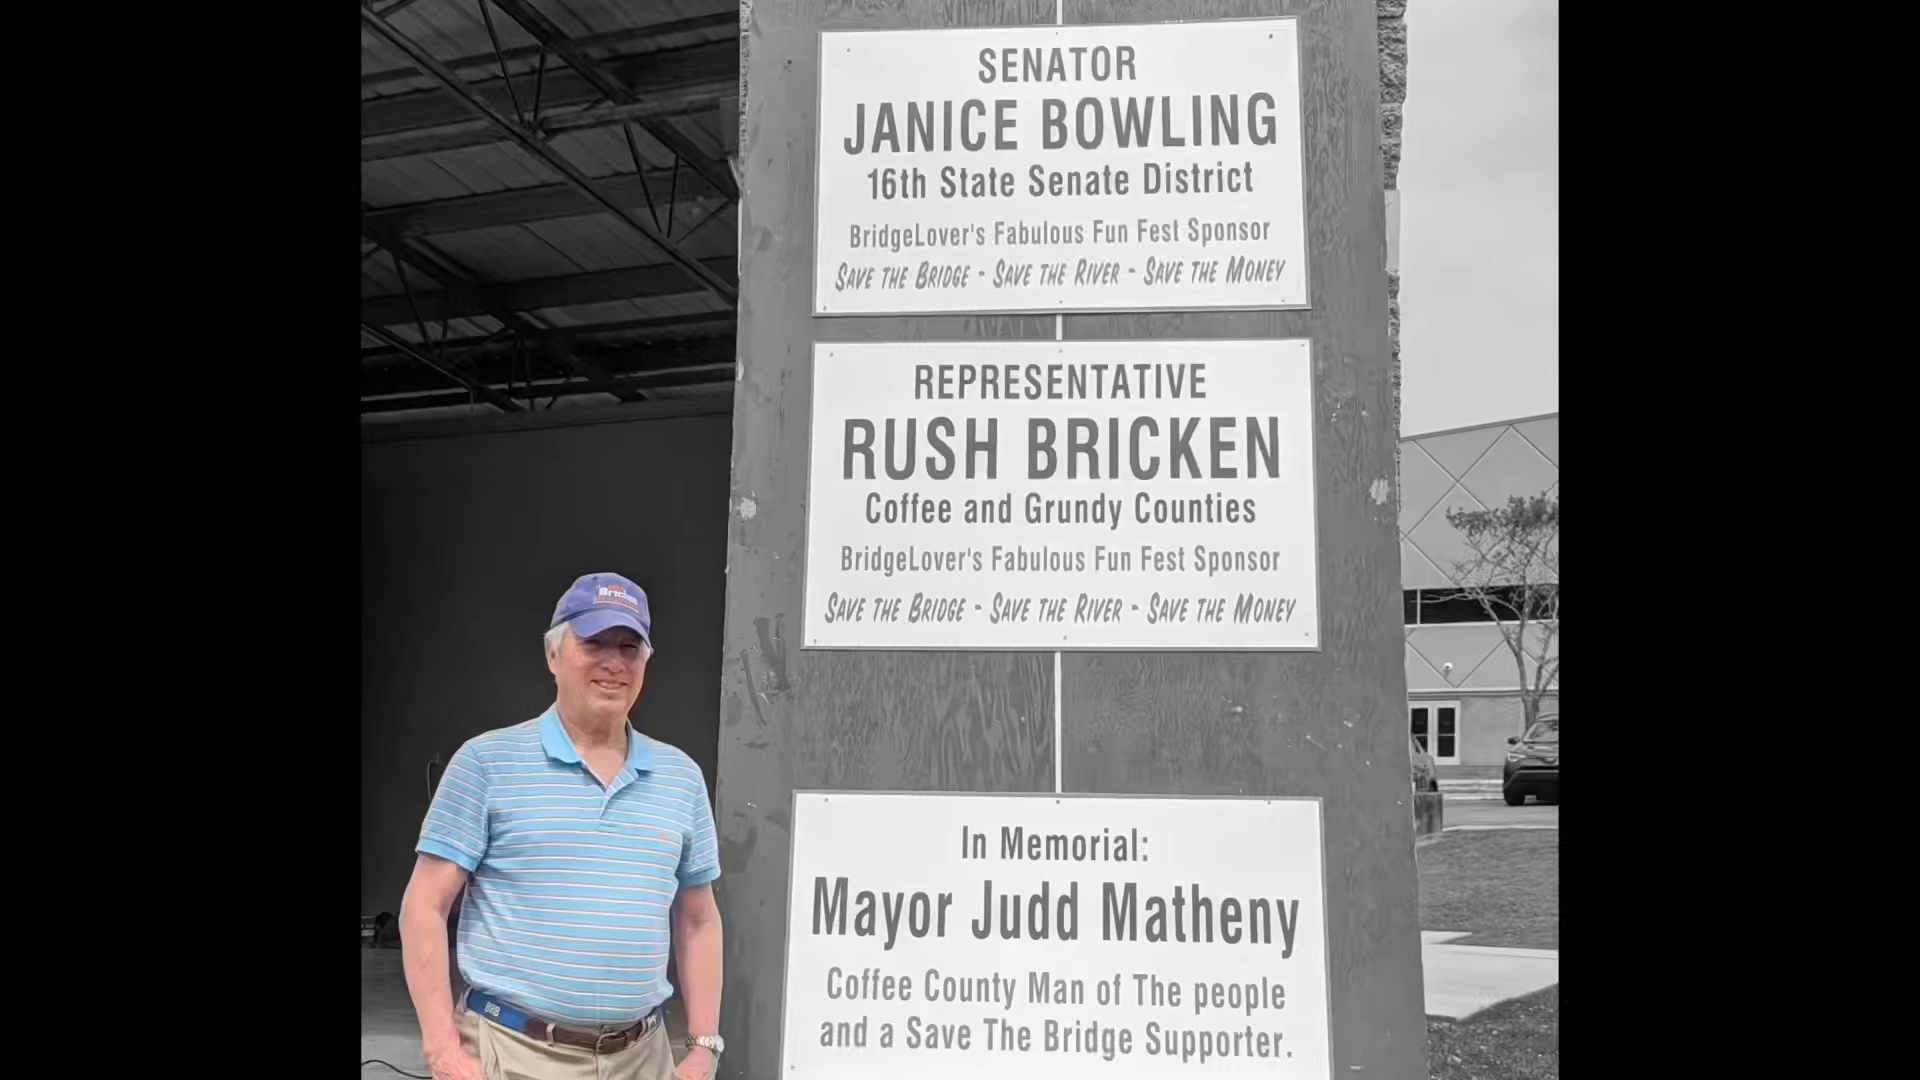 SENATOR
JANICE BOWLING
16th State Senate District
BridgeLover's Fabulous Fun Fest Sponsor
SAVE THE BRIDGE - SAVE THE RIVER - SAVE THE MONEY
REPRESENTATIVE
RUSH BRICKEN
Coffee and Grundy Counties
BridgeLover's Fabulous Fun Fest Sponsor
SAVE THE BRIDGE - SAVE THE RIVER - SAVE THE MONEY
Bricken
In Memorial:
Mayor Judd Matheny
Coffee County Man of The people
and a Save The Bridge Supporter.